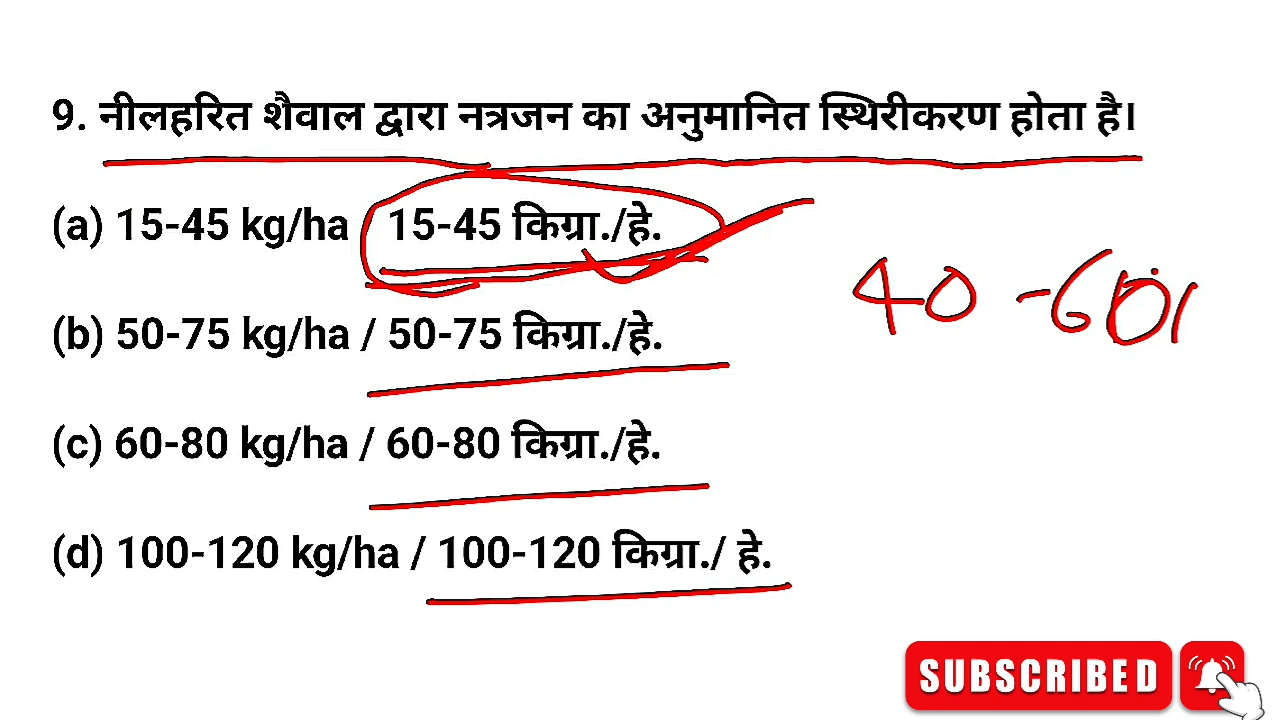 9. नीलहरित शैवाल द्वारा नत्रजन का अनुमानित स्थिरीकरण होता है।
(a) 15-45 kg/ha / 15-45 किग्रा./हे.
40 -60
(b) 50-75 kg/ha / 50-75 किग्रा./हे.
(c) 60-80 kg/ha / 60-80 किग्रा./हे.
(d) 100-120 kg/ha / 100-120 किग्रा./ हे.
SUBSCRIBED